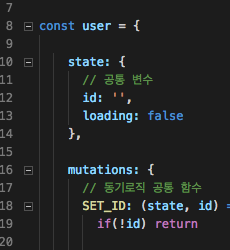 7
8 const user = {
9
10 state: {
11 // 공통 변수
12 id: '',
13 loading: false
14 },
15
16 mutations: {
17 // 동기로직 공통 함수
18 SET_ID: (state, id) =
19 if(!id) return
20